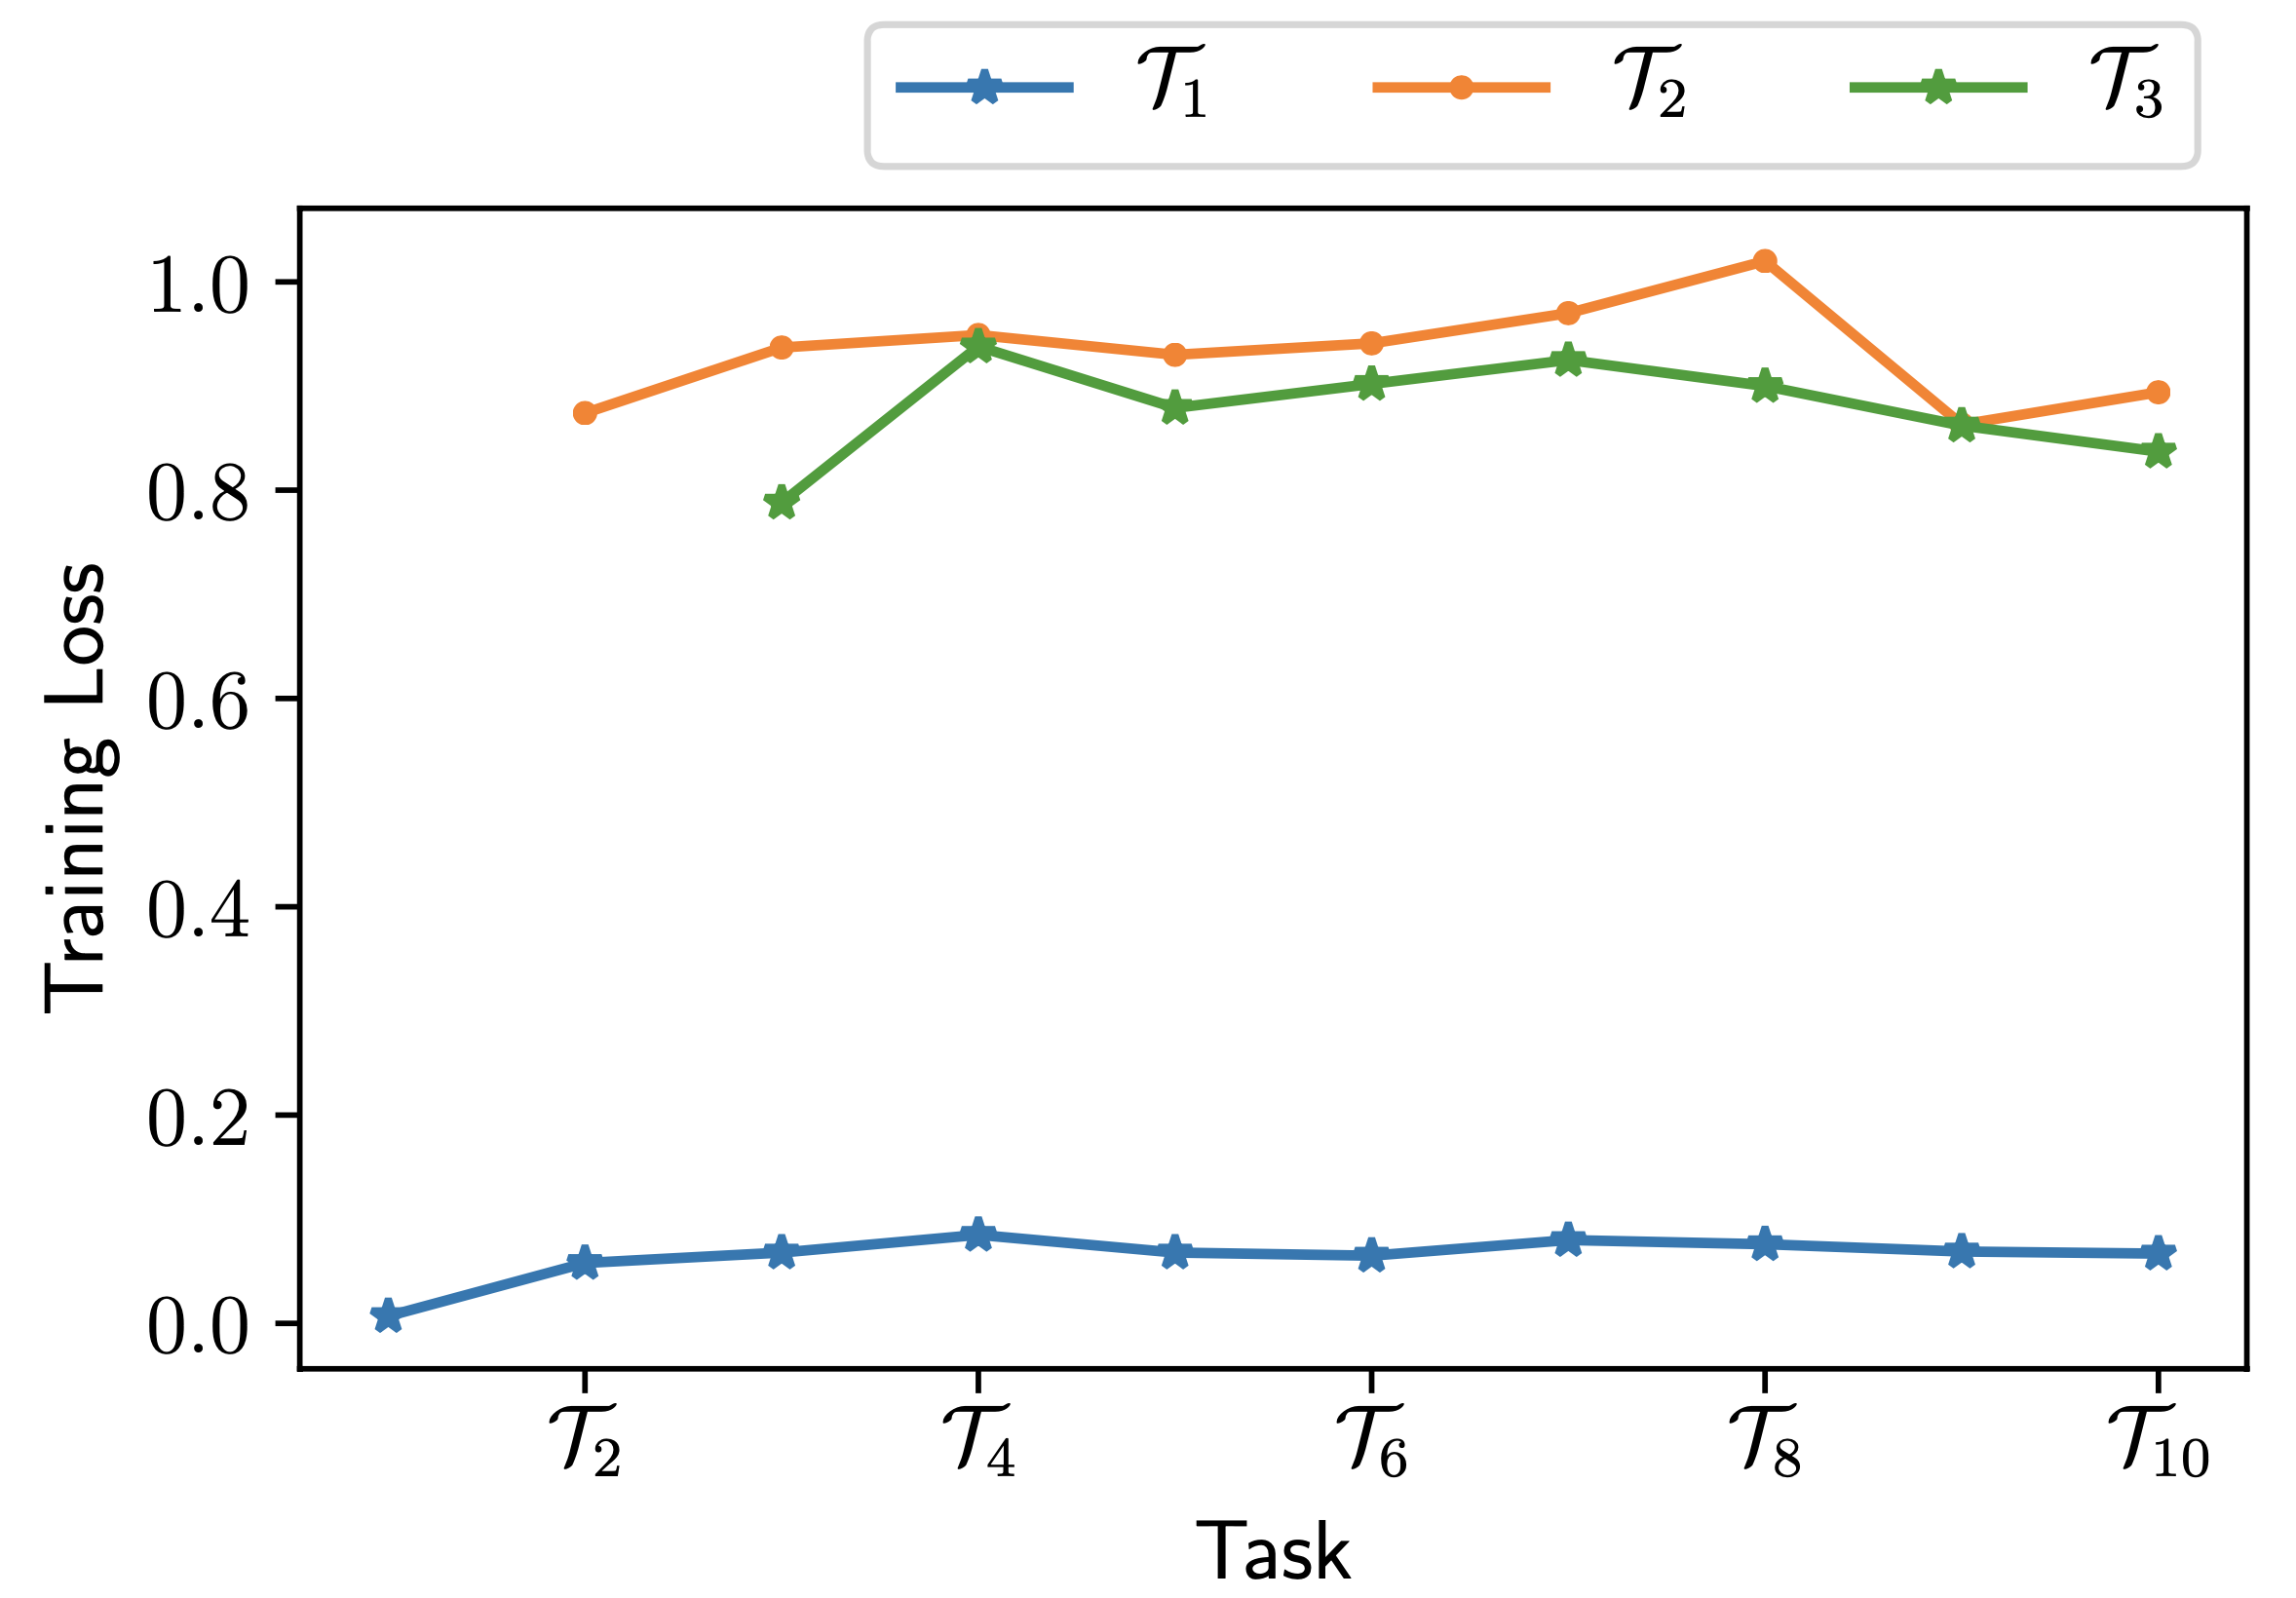 𝒯₁ 𝒯₂ 𝒯₃
1.0
0.8
0.6
0.4
0.2
0.0
Training Loss
𝒯₂ 𝒯₄ 𝒯₆ 𝒯₈ 𝒯₁₀
Task